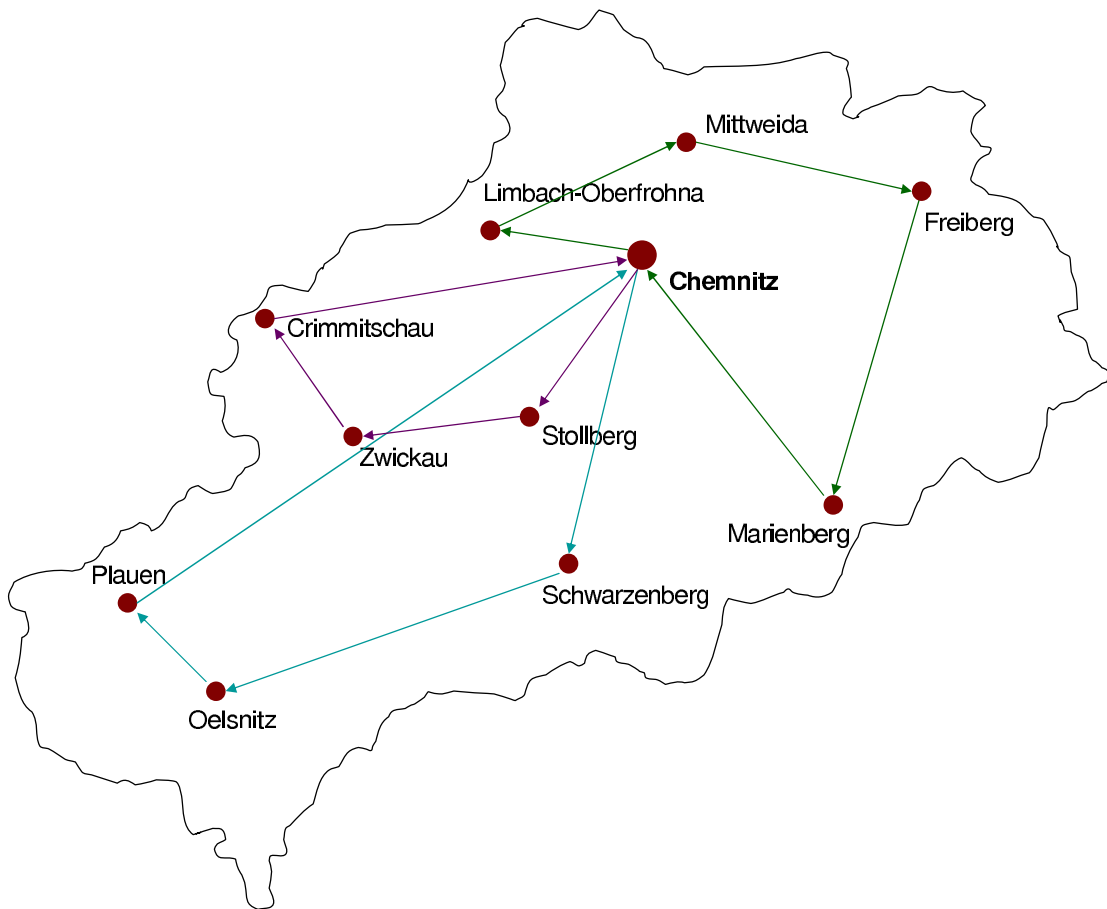 Mittweida
Limbach-Oberfrohna
Freiberg
Chemnitz
Crimmitschau
Stollberg
Zwickau
Marienberg
Plauen
Schwarzenberg
Oelsnitz